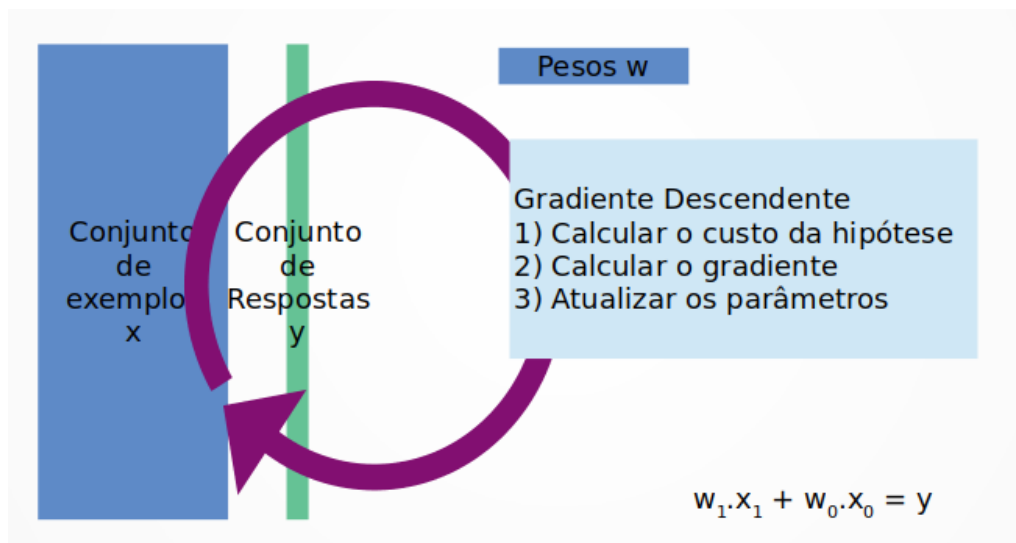 Pesos w
Conjunto
de
exemplo
x
Conjunto
de
Respostas
y
Gradiente Descendente
1) Calcular o custo da hipótese
2) Calcular o gradiente
3) Atualizar os parâmetros
w₁.x₁ + w₀.x₀ = y